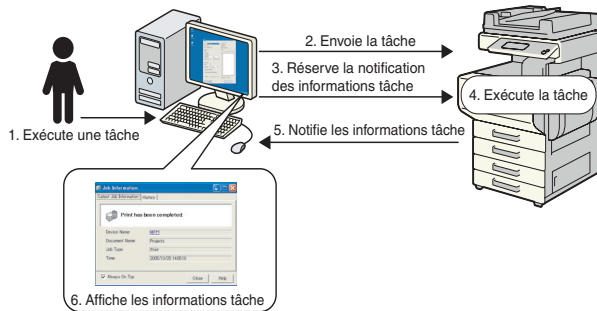 2. Envoie la tâche
3. Réserve la notification
des informations tâche
4. Exécute la tâche
1. Exécute une tâche
5. Notifie les informations tâche
Job Information
Latest Job Information History
Print has been completed.
Device Name MFP1
Document Name Projects
Job Type Print
Time
Always On Top
Close Help
6. Affiche les informations tâche